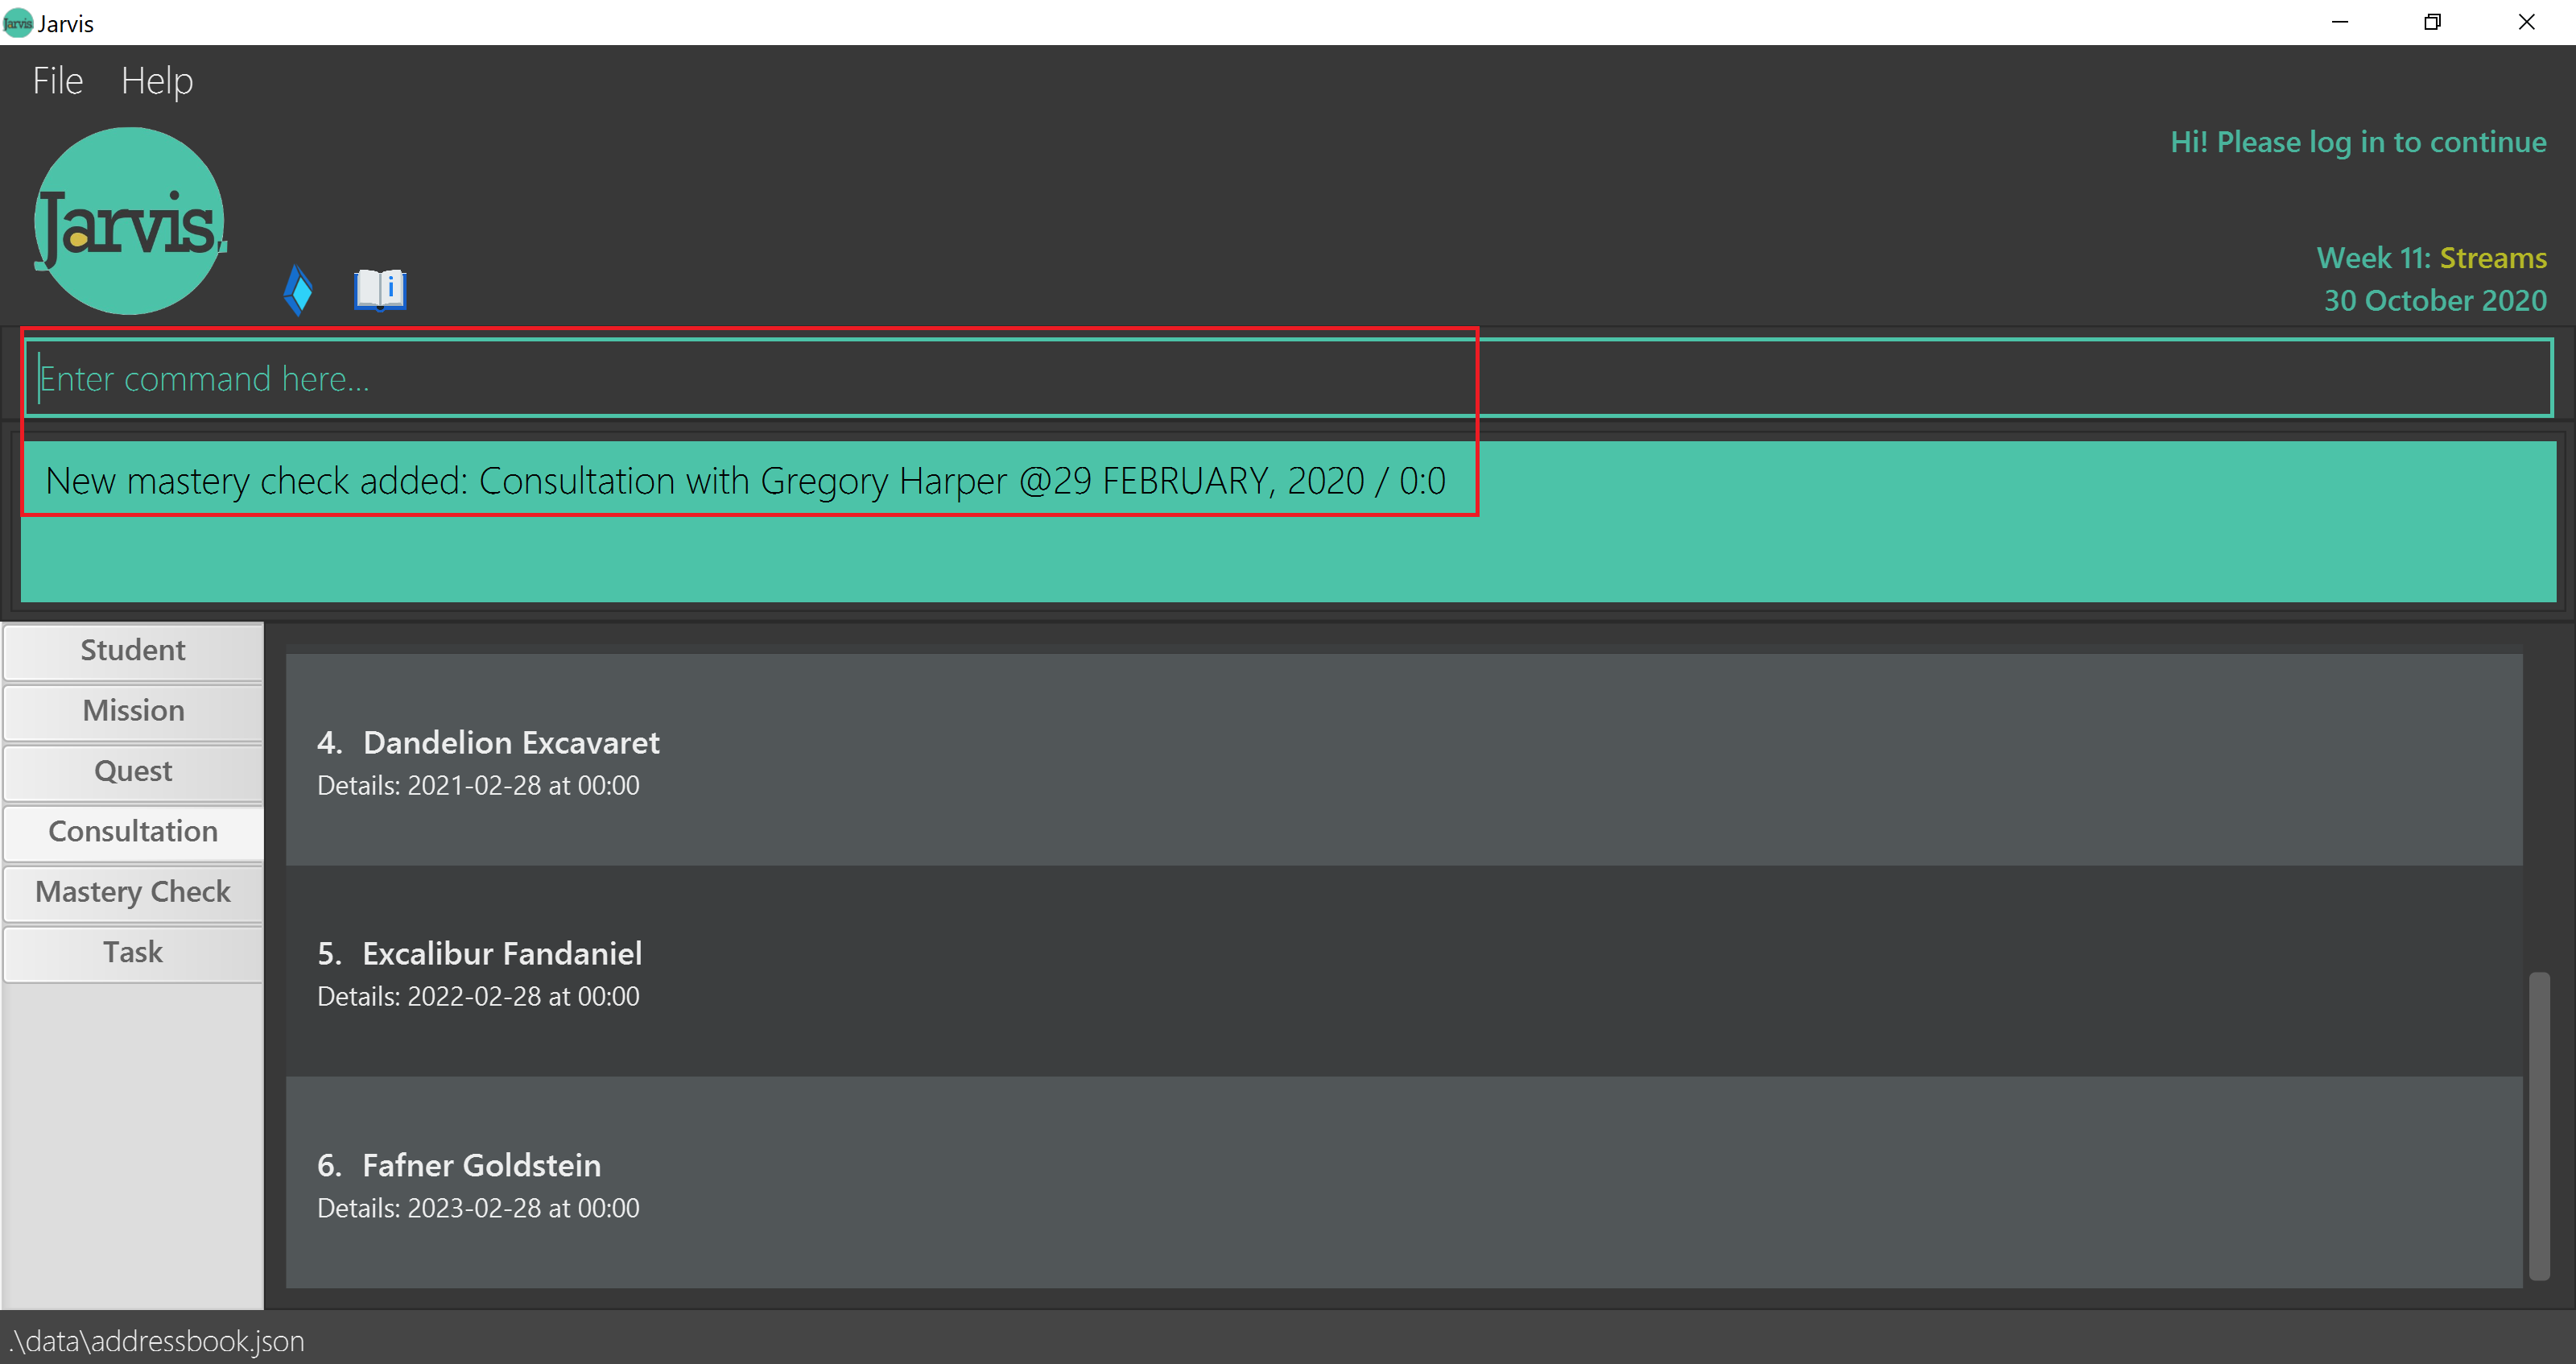 Jarvis
Jarvis
File Help
Hi! Please log in to continue
Jarvis.
i
Week 11: Streams
30 October 2020
Enter command here...
New mastery check added: Consultation with Gregory Harper @29 FEBRUARY, 2020 / 0:0
Student
Mission
Quest
Consultation
Mastery Check
Task
4. Dandelion Excavaret
Details: 2021-02-28 at 00:00
5. Excalibur Fandaniel
Details: 2022-02-28 at 00:00
6. Fafner Goldstein
Details: 2023-02-28 at 00:00
.\data\addressbook.json